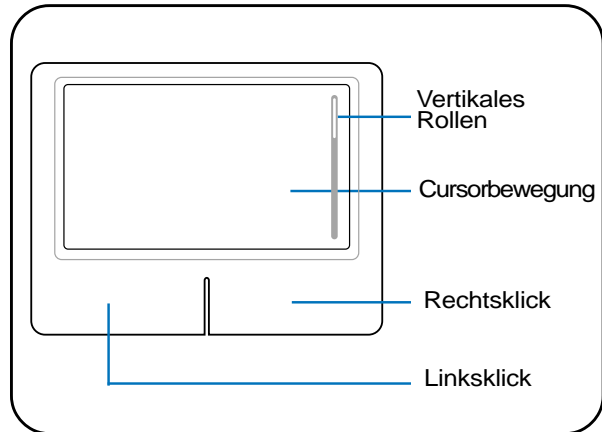 Vertikales
Rollen
Cursorbewegung
Rechtsklick
Linksklick